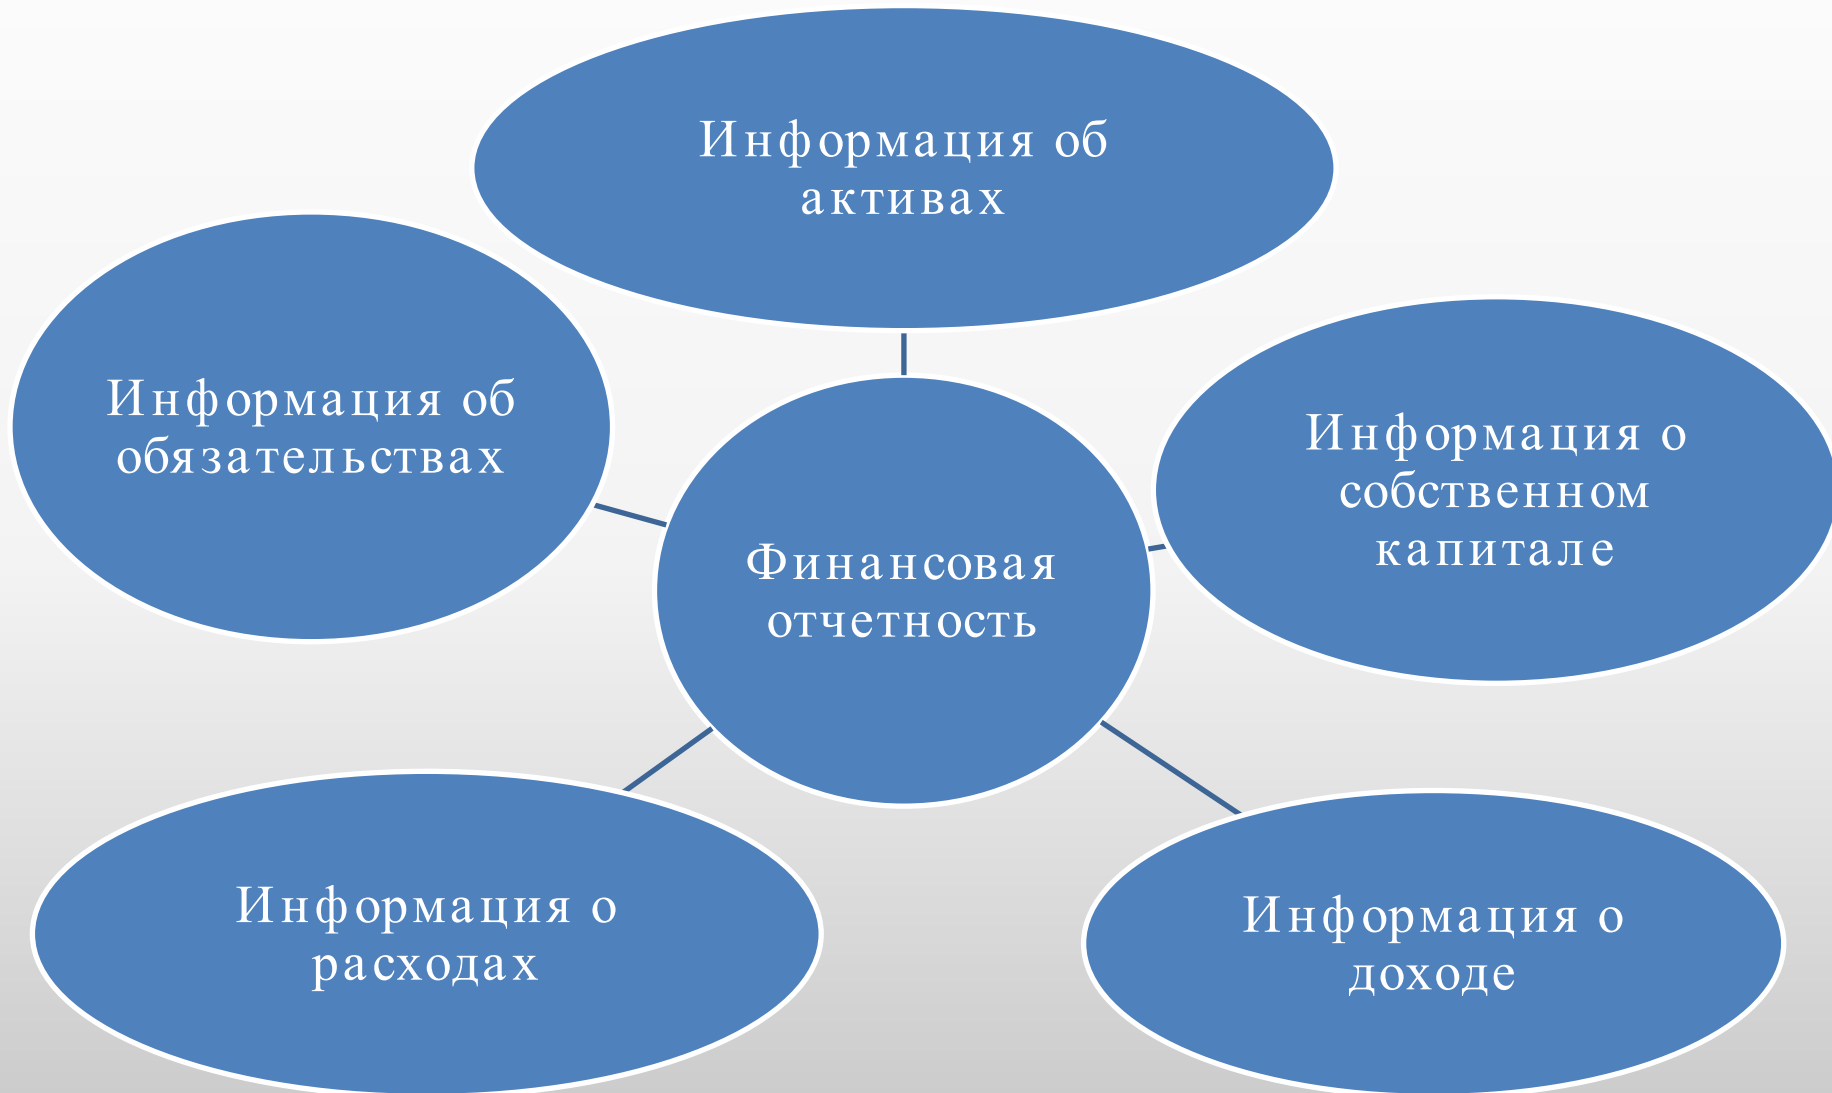 Информация об
активах
Информация об
обязательствах
Информация о
собственном
капитале
Финансовая
отчетность
Информация о
расходах
Информация о
доходе